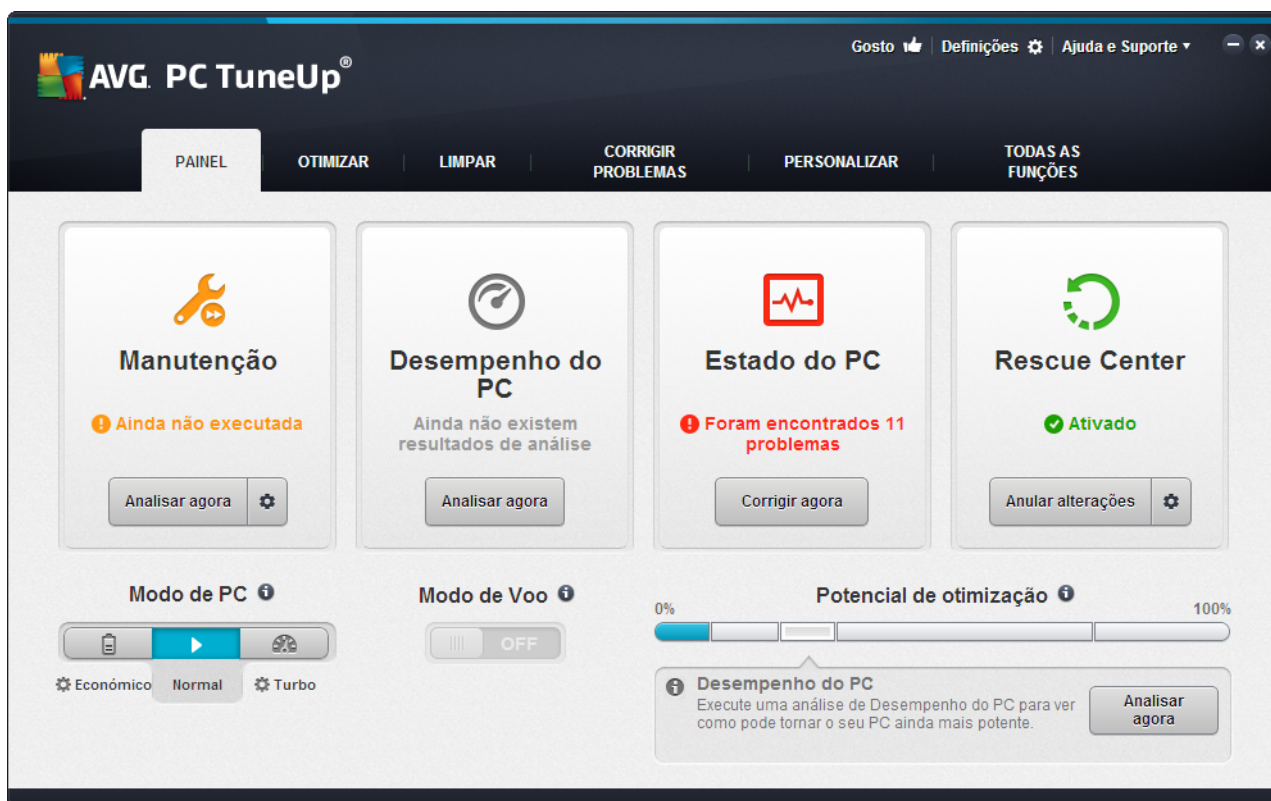 Gosto
Definições
Ajuda e Suporte
AVG. PC TuneUp®
PAINEL
OTIMIZAR
LIMPAR
CORRIGIR
PROBLEMAS
PERSONALIZAR
TODAS AS
FUNÇÕES
Manutenção
Ainda não executada
Analisar agora
Desempenho do
PC
Ainda não existem
resultados de análise
Analisar agora
Estado do PC
Foram encontrados 11
problemas
Corrigir agora
Rescue Center
Ativado
Anular alterações
Modo de PC
Económico
Normal
Turbo
Modo de Voo
OFF
Potencial de otimização
0%
100%
Desempenho do PC
Execute uma análise de Desempenho do PC para ver
como pode tornar o seu PC ainda mais potente.
Analisar
agora